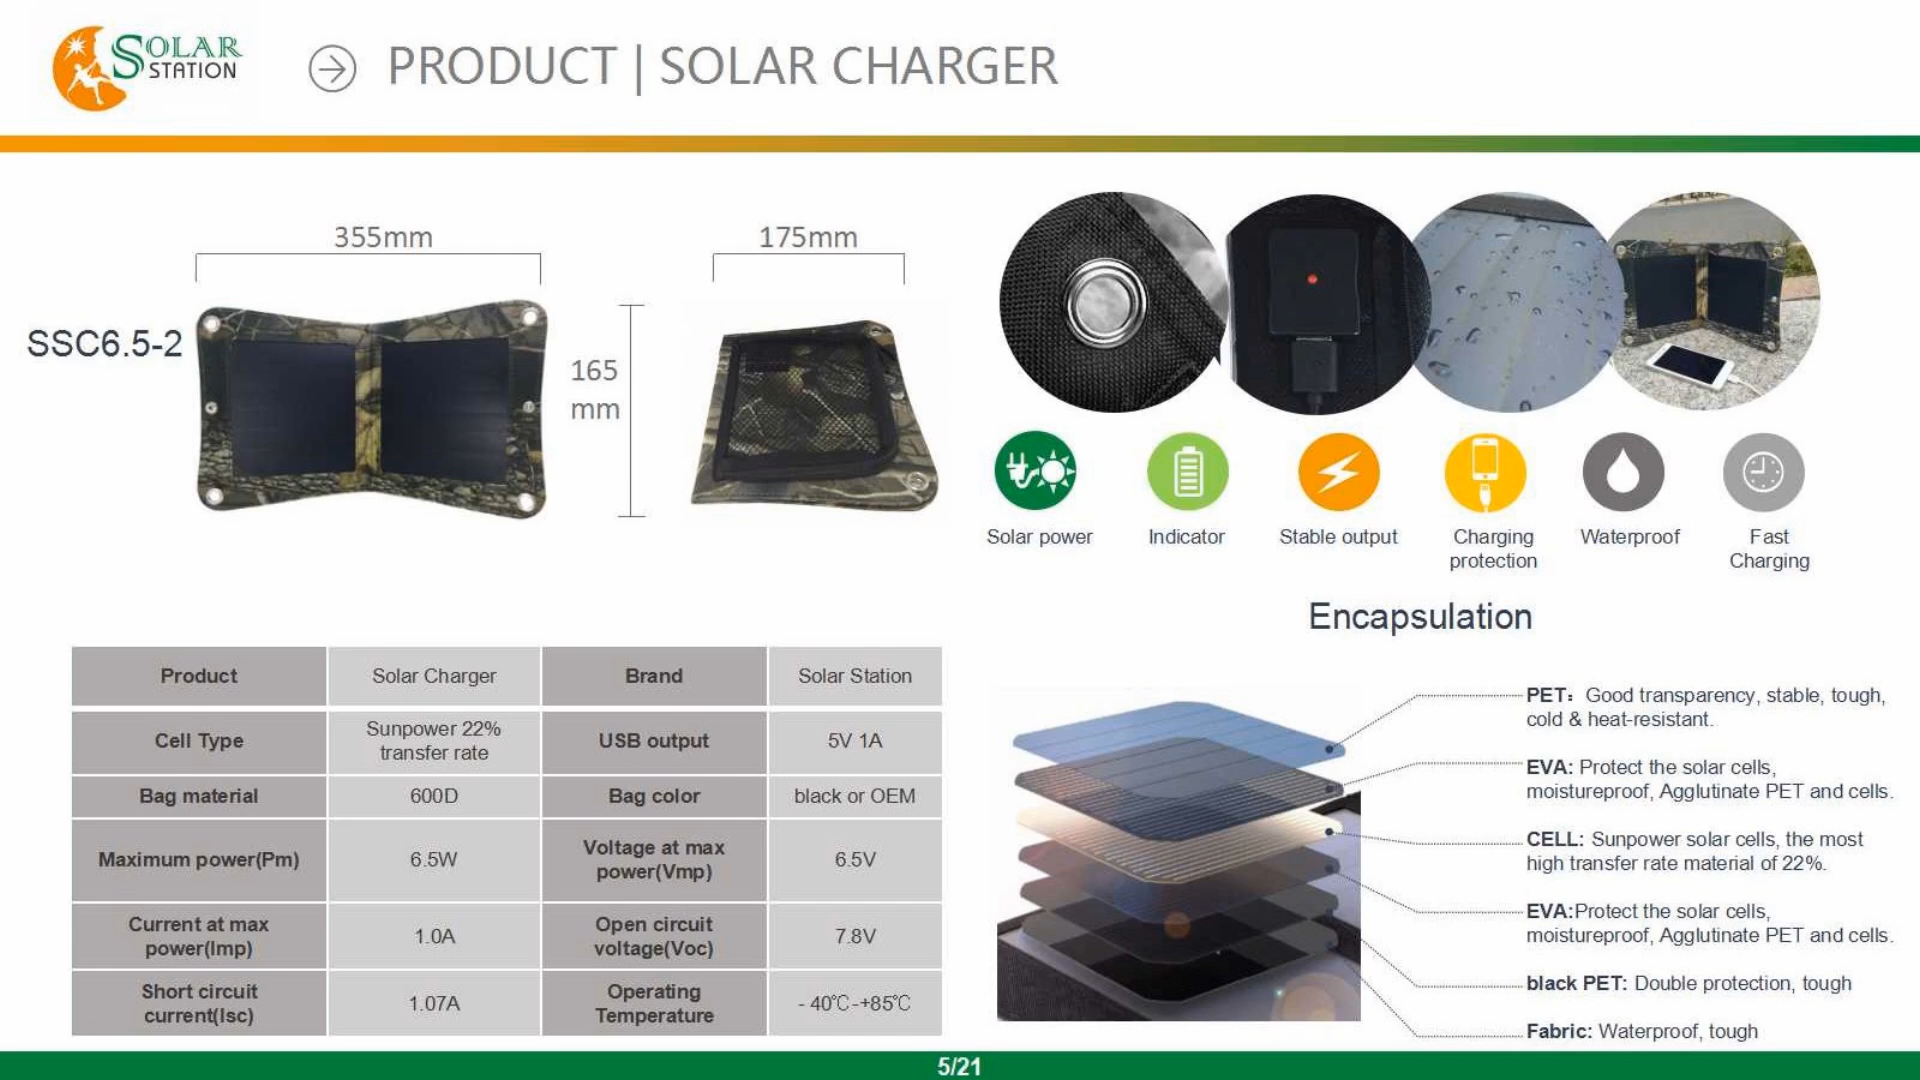 SOLAR
STATION
PRODUCT | SOLAR CHARGER
355mm
175mm
SSC6.5-2
165
mm
Solar power
Indicator
Stable output
Charging
protection
Waterproof
Fast
Charging
Encapsulation
Product
Solar Charger
Brand
Solar Station
Cell Type
Sunpower 22%
transfer rate
USB output
5V 1A
Bag material
600D
Bag color
black or OEM
Maximum power(Pm)
6.5W
Voltage at max
power(Vmp)
6.5V
Current at max
power(Imp)
1.0A
Open circuit
voltage(Voc)
7.8V
Short circuit
current(Isc)
1.07A
Operating
Temperature
- 40℃-+85℃
PET：Good transparency, stable, tough,
cold & heat-resistant.
EVA: Protect the solar cells,
moistureproof, Agglutinate PET and cells.
CELL: Sunpower solar cells, the most
high transfer rate material of 22%.
EVA:Protect the solar cells,
moistureproof, Agglutinate PET and cells.
black PET: Double protection, tough
Fabric: Waterproof, tough
5/21